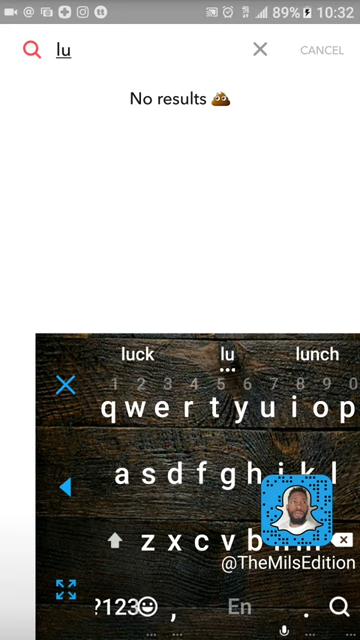 89% 10:32
lu CANCEL
No results 💩
luck lu lunch
1 2 3 4 5 6 7 8 9 0
q w e r t y u i o p
a s d f g h j k l
z x c v b n m
@TheMilsEdition
?123 , En .